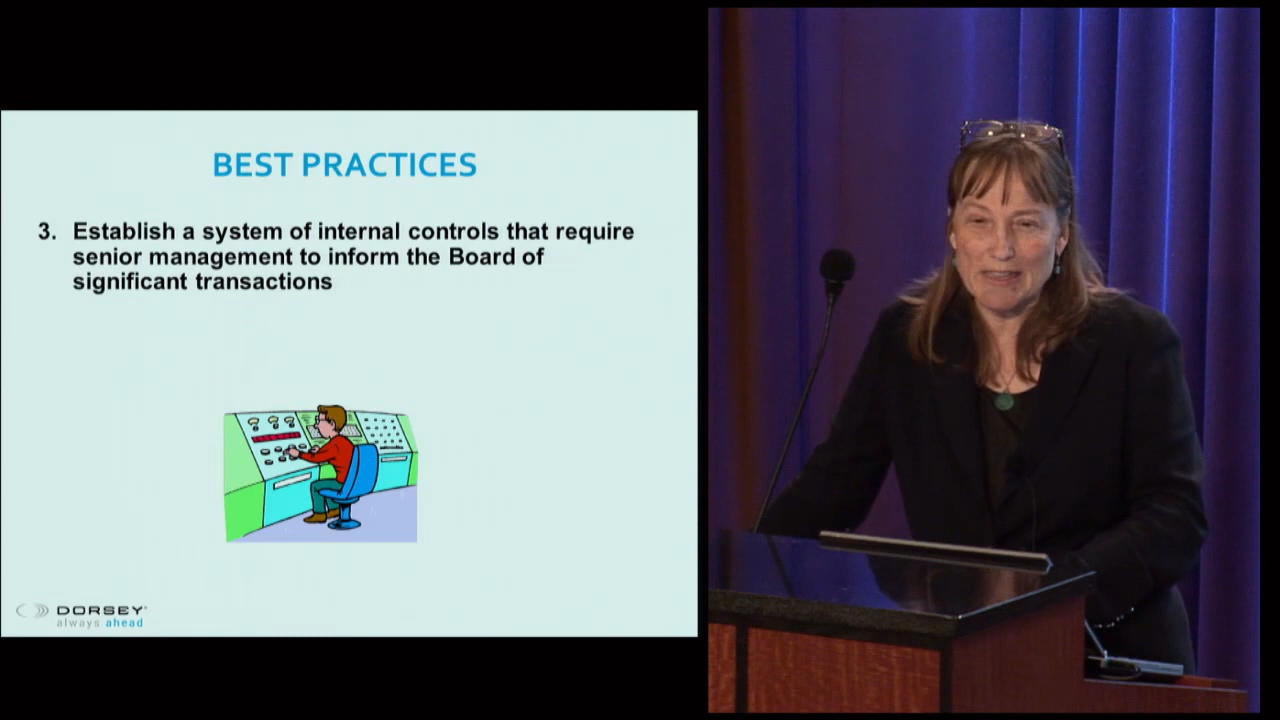 BEST PRACTICES
3. Establish a system of internal controls that require
senior management to inform the Board of
significant transactions
DORSEY
always ahead